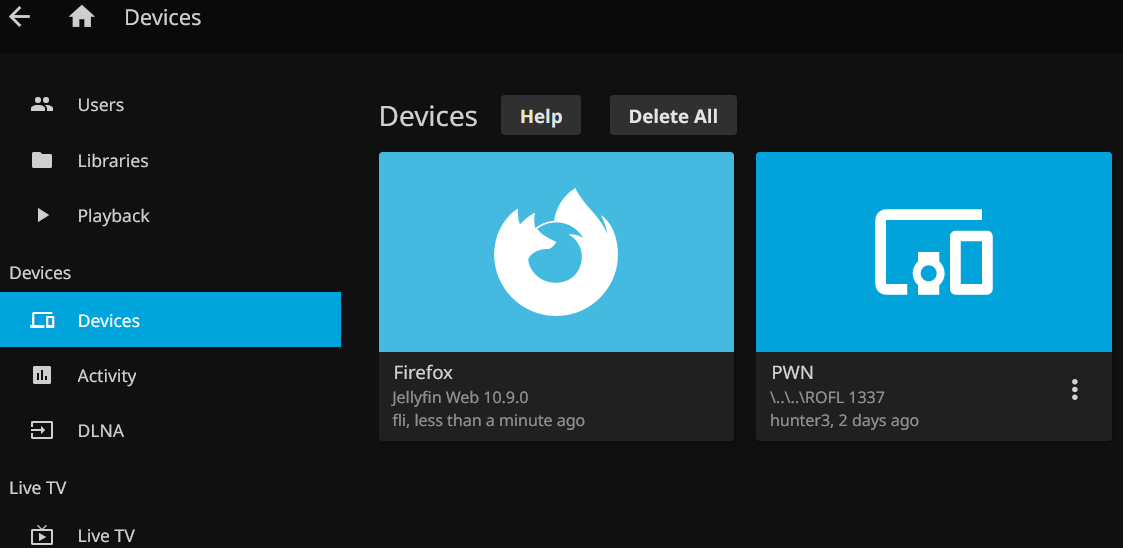 Devices
Users
Libraries
Playback
Devices
Devices
Activity
DLNA
Live TV
Live TV
Devices
Help
Delete All
Firefox
Jellyfin Web 10.9.0
fli, less than a minute ago
PWN
\..\..\ROFL 1337
hunter3, 2 days ago